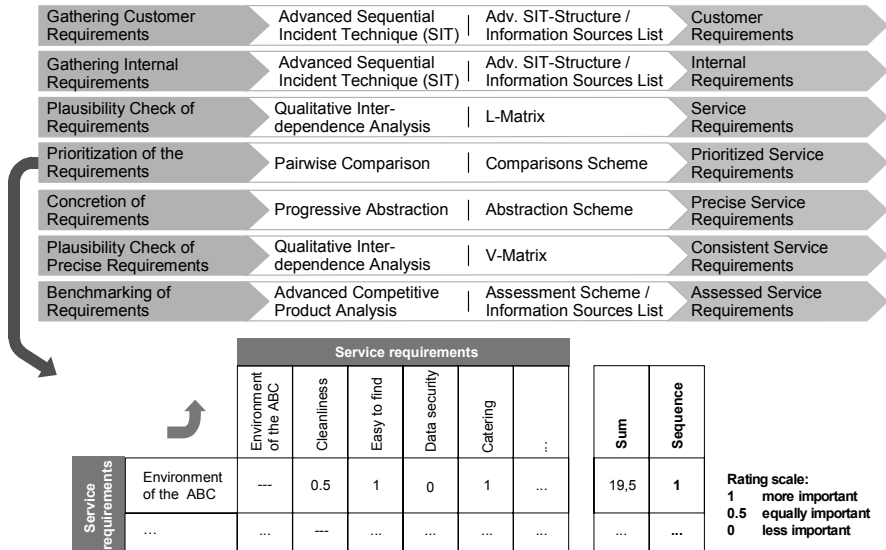 Gathering Customer
Requirements
Advanced Sequential
Incident Technique (SIT)
Adv. SIT-Structure /
Information Sources List
Customer
Requirements
Gathering Internal
Requirements
Advanced Sequential
Incident Technique (SIT)
Adv. SIT-Structure /
Information Sources List
Internal
Requirements
Plausibility Check of
Requirements
Qualitative Inter-
dependence Analysis
L-Matrix
Service
Requirements
Prioritization of the
Requirements
Pairwise Comparison
Comparisons Scheme
Prioritized Service
Requirements
Concretion of
Requirements
Progressive Abstraction
Abstraction Scheme
Precise Service
Requirements
Plausibility Check of
Precise Requirements
Qualitative Inter-
dependence Analysis
V-Matrix
Consistent Service
Requirements
Benchmarking of
Requirements
Advanced Competitive
Product Analysis
Assessment Scheme /
Information Sources List
Assessed Service
Requirements
Service requirements
Environment
of the ABC
Cleanliness
Easy to find
Data security
Catering
...
Sum
Sequence
Service
requirements
Environment
of the ABC
--- 0.5 1 0 1 ... 19,5 1
... ... --- ... ... ... ... ...
Rating scale:
1 more important
0.5 equally important
0 less important